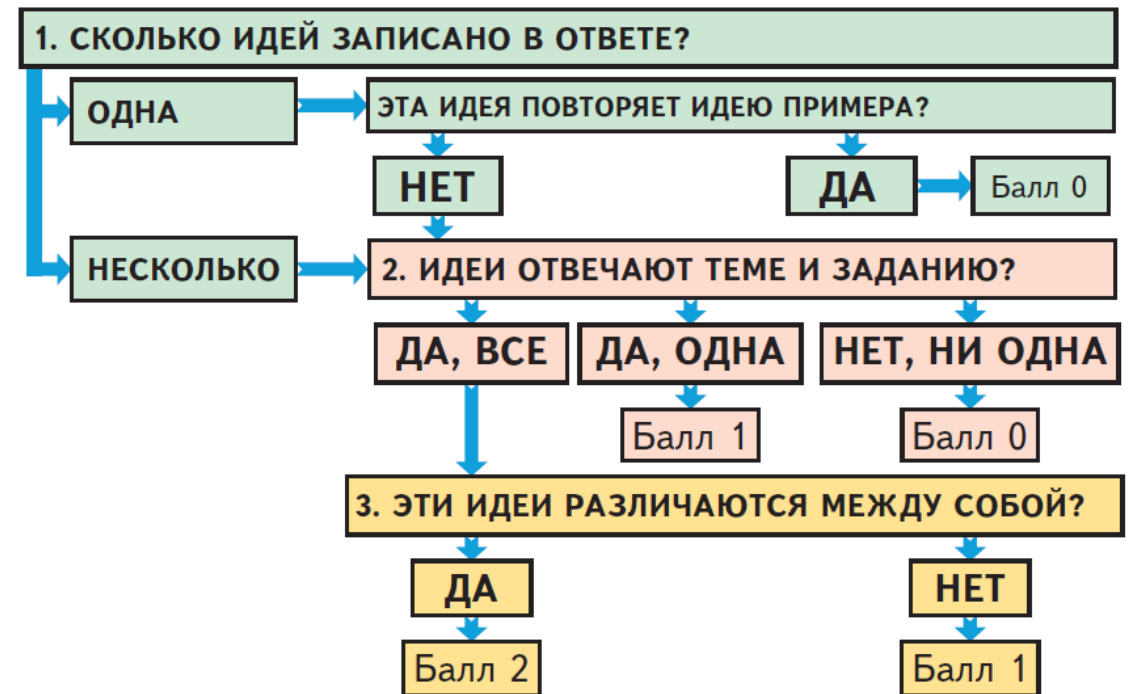 1. СКОЛЬКО ИДЕЙ ЗАПИСАНО В ОТВЕТЕ?
ОДНА
ЭТА ИДЕЯ ПОВТОРЯЕТ ИДЕЮ ПРИМЕРА?
НЕТ
ДА
Балл 0
НЕСКОЛЬКО
2. ИДЕИ ОТВЕЧАЮТ ТЕМЕ И ЗАДАНИЮ?
ДА, ВСЕ
ДА, ОДНА
НЕТ, НИ ОДНА
Балл 1
Балл 0
3. ЭТИ ИДЕИ РАЗЛИЧАЮТСЯ МЕЖДУ СОБОЙ?
ДА
НЕТ
Балл 2
Балл 1